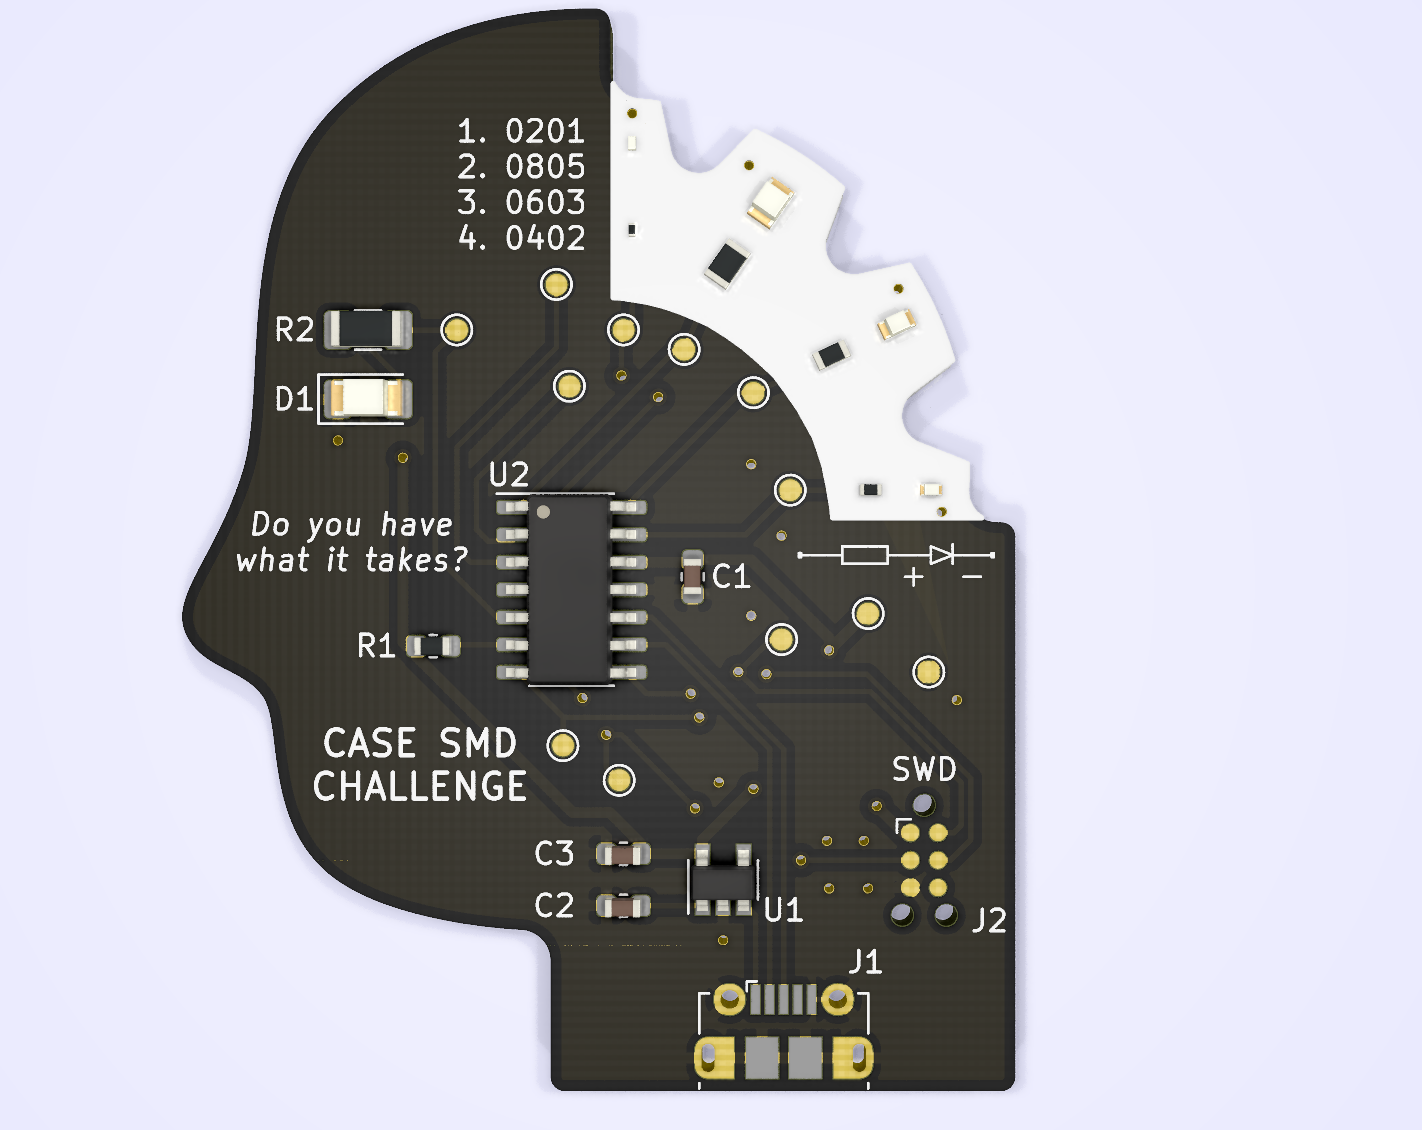 1. 0201
2. 0805
3. 0603
4. 0402
R2
D1
U2
Do you have
what it takes?
C1
+ −
R1
CASE SMD
CHALLENGE
SWD
C3
C2
U1
J2
J1